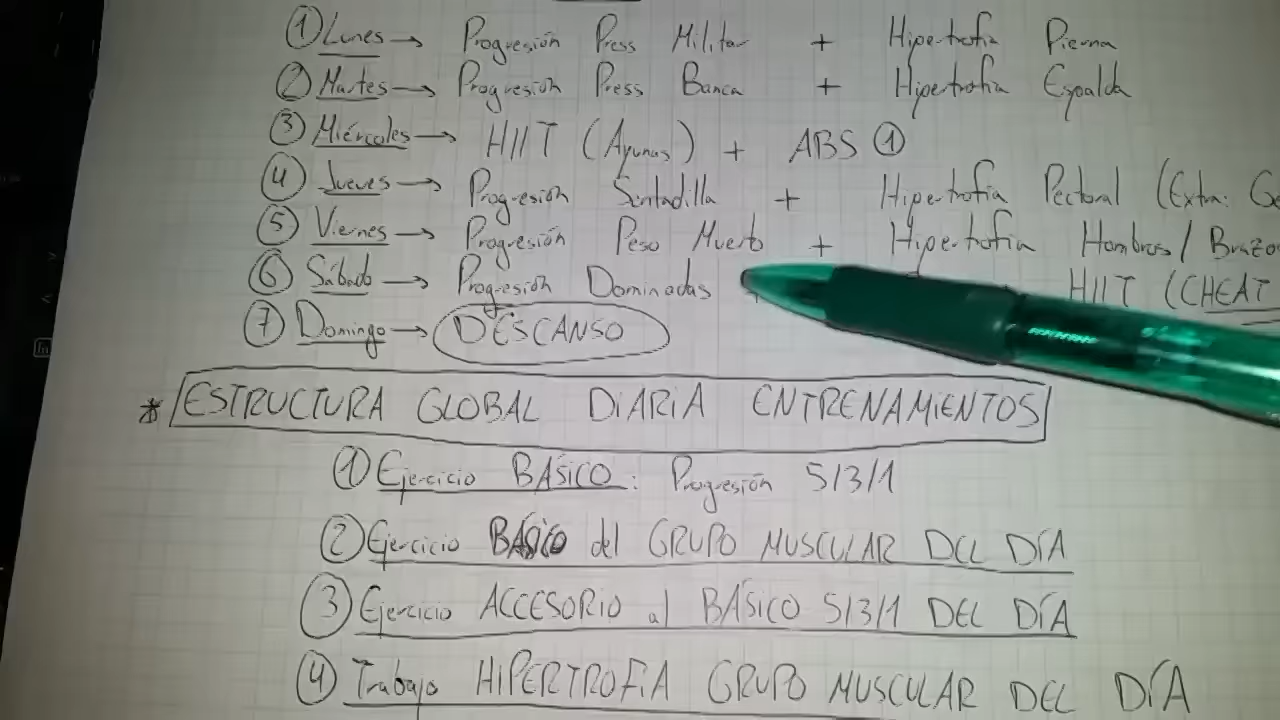 ① Lunes → Progresión Press Militar + Hipertrofia Pierna
② Martes → Progresión Press Banca + Hipertrofia Espalda
③ Miércoles → HIIT (Ayunas) + ABS ①
④ Jueves → Progresión Sentadilla + Hipertrofia Pectoral (Extra:
⑤ Viernes → Progresión Peso Muerto + Hipertrofia Hombros/
⑥ Sábado → Progresión Dominadas HIIT (CHEAT
⑦ Domingo → DESCANSO
* ESTRUCTURA GLOBAL DIARIA ENTRENAMIENTOS
① Ejercicio BÁSICO: Progresión 5/3/1
② Ejercicio BÁSICO del GRUPO MUSCULAR DEL DÍA
③ Ejercicio ACCESORIO al BÁSICO 5/3/1 DEL DÍA
④ Trabajo HIPERTROFIA GRUPO MUSCULAR DEL DÍA